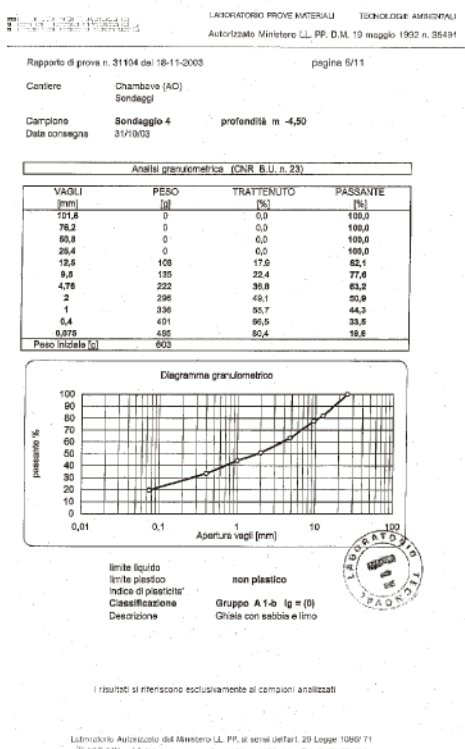 LABORATORIO PROVE MATERIALI TECNOLOGIE AMBIENTALI
Autorizzato Ministero LL. PP. D.M. 19 maggio 1992 n. 35491
Rapporto di prova n. 31104 del 18-11-2003 pagina 6/11
Cantiere Chambave (AO)
Sondaggi
Campione Sondaggio 4 profondità m -4,50
Data consegna 31/10/03
Analisi granulometrica (CNR B.U. n. 23)
VAGLI PESO TRATTENUTO PASSANTE
[mm] [g] [%] [%]
101,6 0 0,0 100,0
76,2 0 0,0 100,0
50,8 0 0,0 100,0
25,4 0 0,0 100,0
12,5 108 17,9 82,1
9,5 135 22,4 77,6
4,76 222 36,8 63,2
2 296 49,1 50,9
1 336 55,7 44,3
0,4 401 66,5 33,5
0,075 485 80,4 19,6
Peso Iniziale [g] 603
Diagramma granulometrico
passante %
100
90
80
70
60
50
40
30
20
10
0
0,01 0,1 1 10 100
Apertura vagli [mm]
LABORATORIO TECNOVAL
limite liquido
limite plastico non plastico
Indice di plasticita'
Classificazione Gruppo A 1-b Ig = (0)
Descrizione Ghiaia con sabbia e limo
I risultati si riferiscono esclusivamente ai campioni analizzati
Laboratorio Autorizzato dal Ministero LL. PP. ai sensi dell'art. 20 Legge 1086/ 71